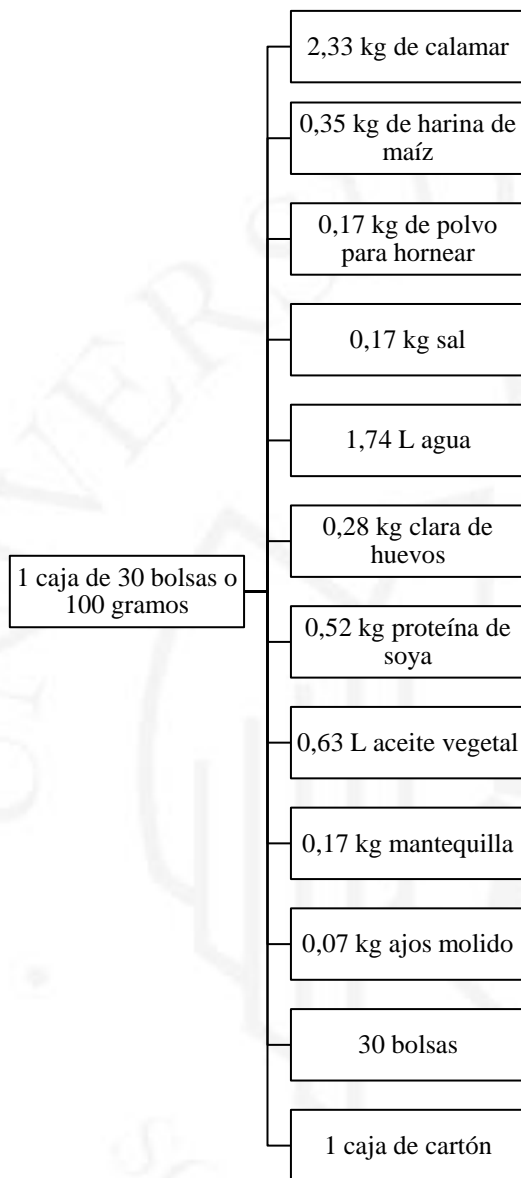 2,33 kg de calamar
0,35 kg de harina de
maíz
0,17 kg de polvo
para hornear
0,17 kg sal
1,74 L agua
0,28 kg clara de
huevos
1 caja de 30 bolsas o
100 gramos
0,52 kg proteína de
soya
0,63 L aceite vegetal
0,17 kg mantequilla
0,07 kg ajos molido
30 bolsas
1 caja de cartón